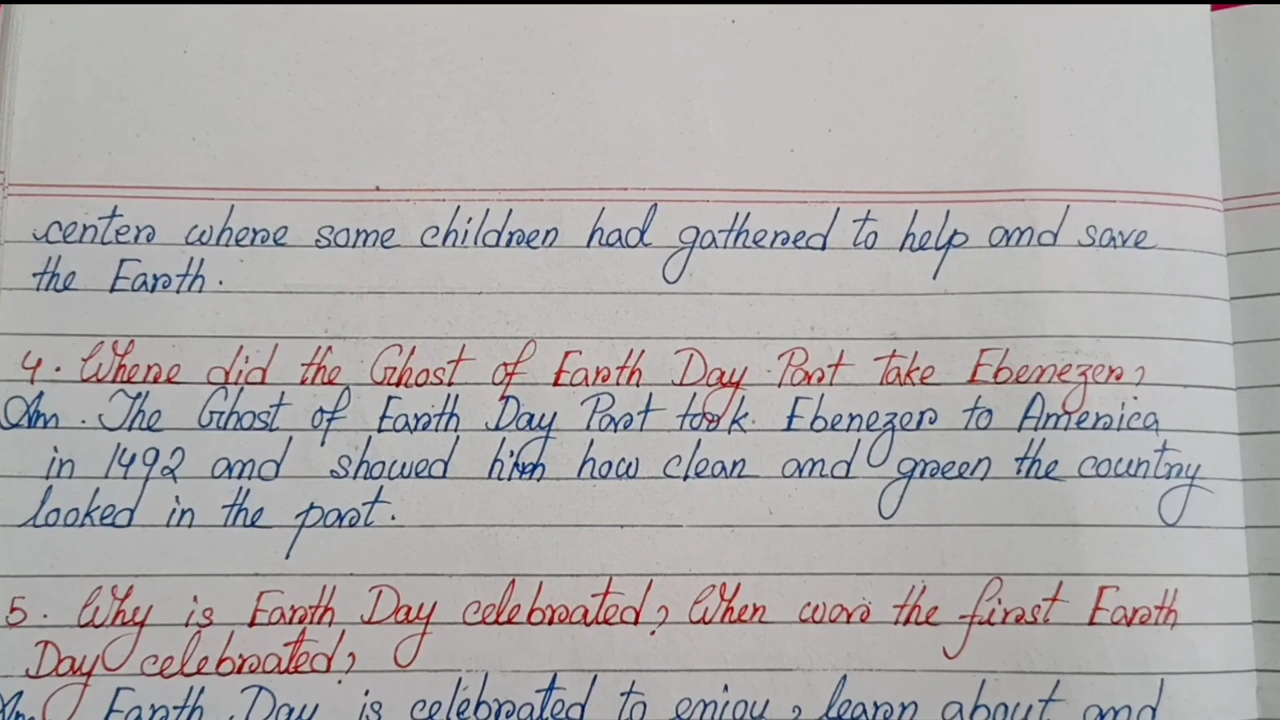 center where some children had gathered to help and save
the Earth.
4. Where did the Ghost of Earth Day Past take Ebenezer?
Ans. The Ghost of Earth Day Past took Ebenezer to America
in 1492 and showed him how clean and green the country
looked in the past.
5. Why is Earth Day celebrated? When was the first Earth
Day celebrated?
Ans. Earth Day is celebrated to enjoy, learn about and